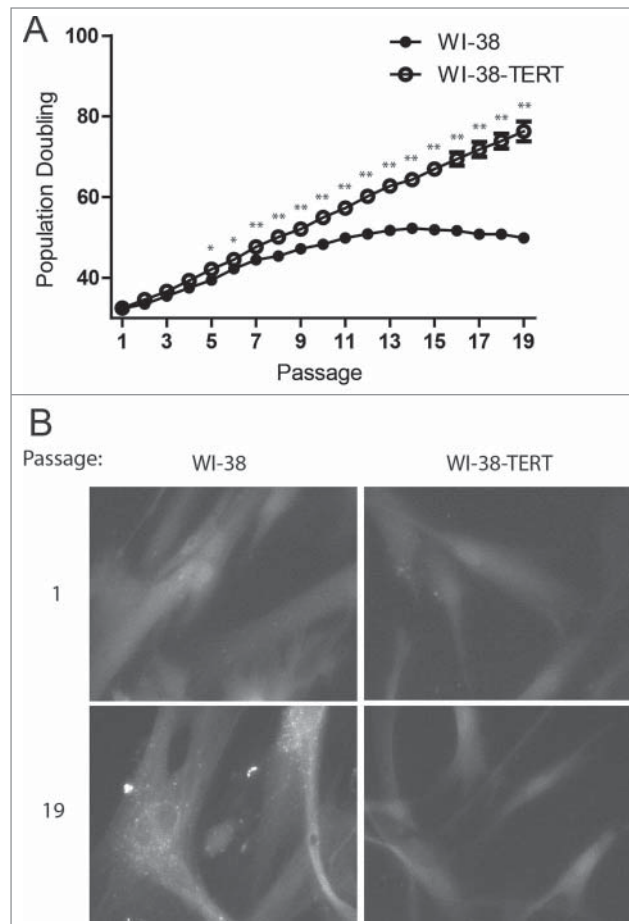 A
100
80
60
40
Population Doubling
WI-38
WI-38-TERT
* * ** ** ** ** ** ** ** ** ** ** ** ** **
1 3 5 7 9 11 13 15 17 19
Passage
B
Passage: WI-38 WI-38-TERT
1
19